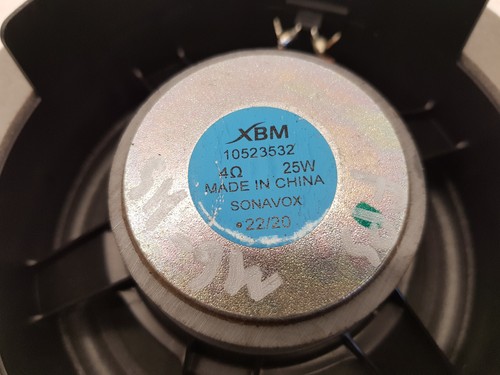 XBM
10523532
4Ω 25W
MADE IN CHINA
SONAVOX
•22/20